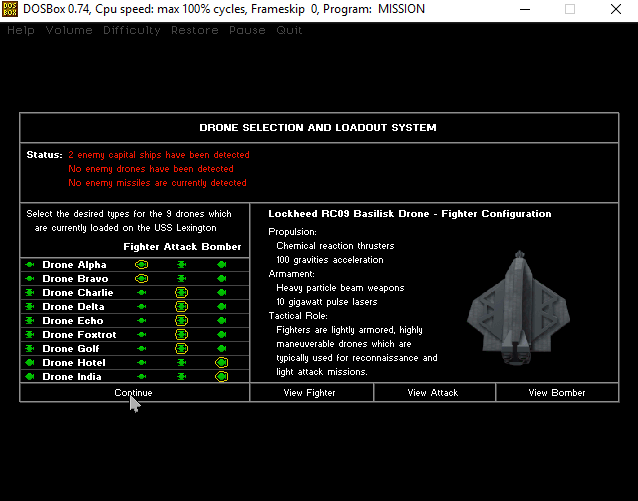 DOS BOX DOSBox 0.74, Cpu speed: max 100% cycles, Frameskip 0, Program: MISSION
Help Volume Difficulty Restore Pause Quit
DRONE SELECTION AND LOADOUT SYSTEM
Status: 2 enemy capital ships have been detected
No enemy drones have been detected
No enemy missiles are currently detected
Select the desired types for the 9 drones which
are currently loaded on the USS Lexington
Fighter Attack Bomber
Drone Alpha
Drone Bravo
Drone Charlie
Drone Delta
Drone Echo
Drone Foxtrot
Drone Golf
Drone Hotel
Drone India
Continue
Lockheed RC09 Basilisk Drone - Fighter Configuration
Propulsion:
Chemical reaction thrusters
100 gravities acceleration
Armament:
Heavy particle beam weapons
10 gigawatt pulse lasers
Tactical Role:
Fighters are lightly armored, highly
maneuverable drones which are
typically used for reconnaissance and
light attack missions.
View Fighter
View Attack
View Bomber